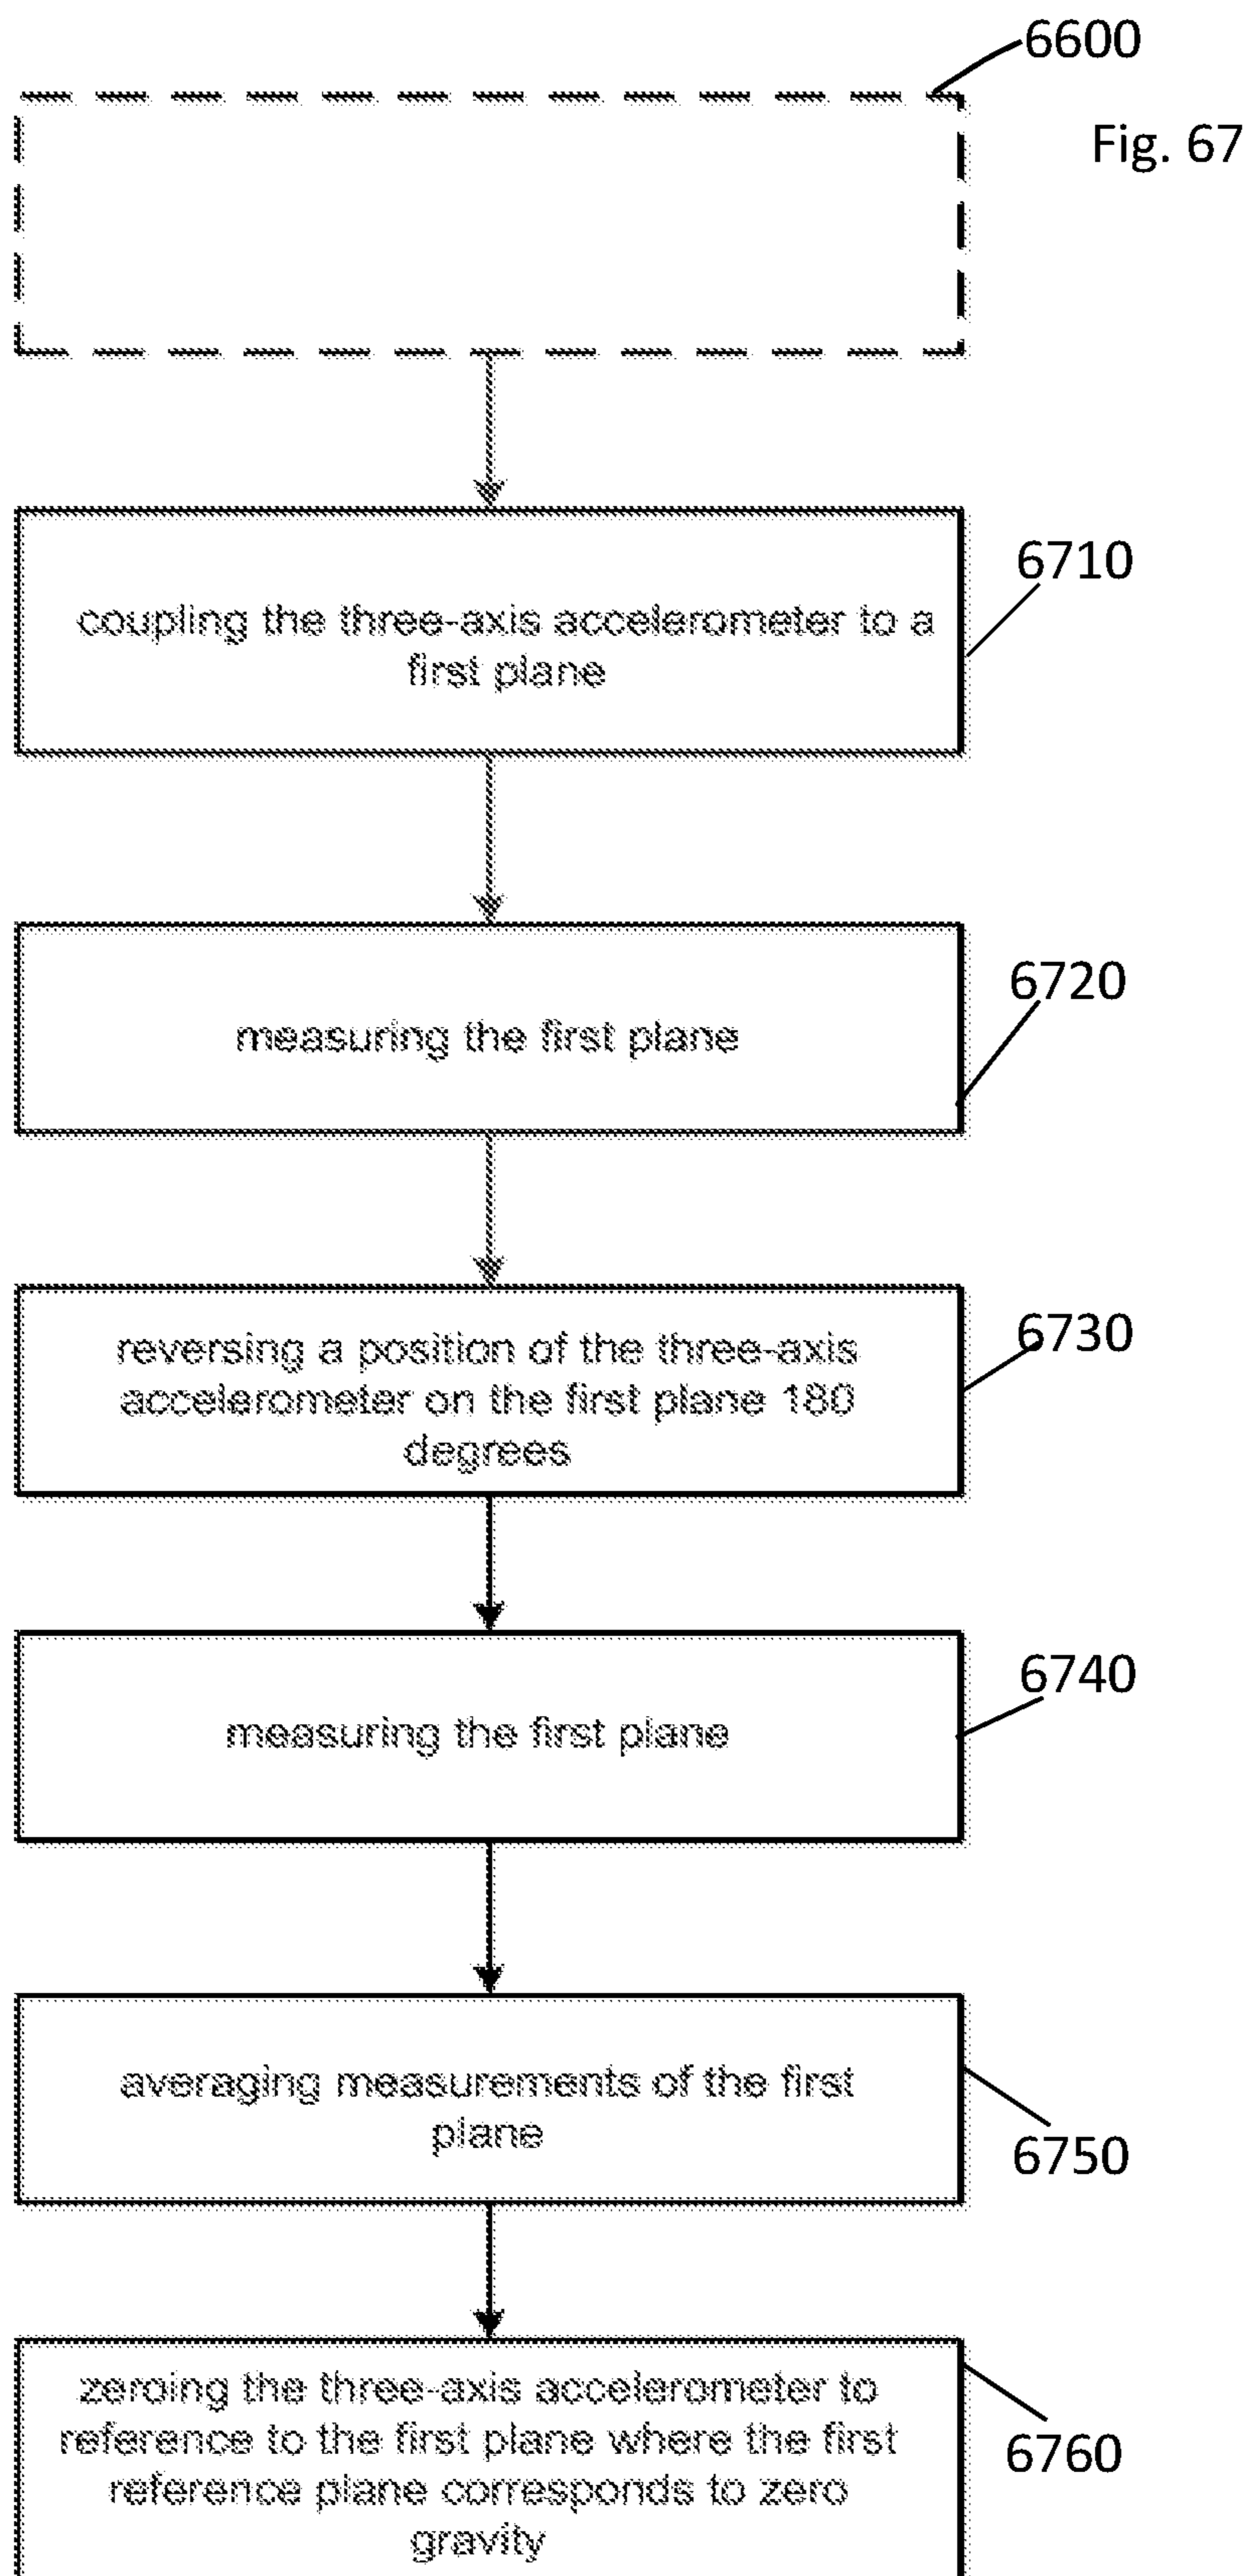 6600
Fig. 67
coupling the three-axis accelerometer to a
first plane
6710
measuring the first plane
6720
reversing a position of the three-axis
accelerometer on the first plane 180
degrees
6730
measuring the first plane
6740
averaging measurements of the first
plane
6750
zeroing the three-axis accelerometer to
reference to the first plane where the first
reference plane corresponds to zero
gravity
6760